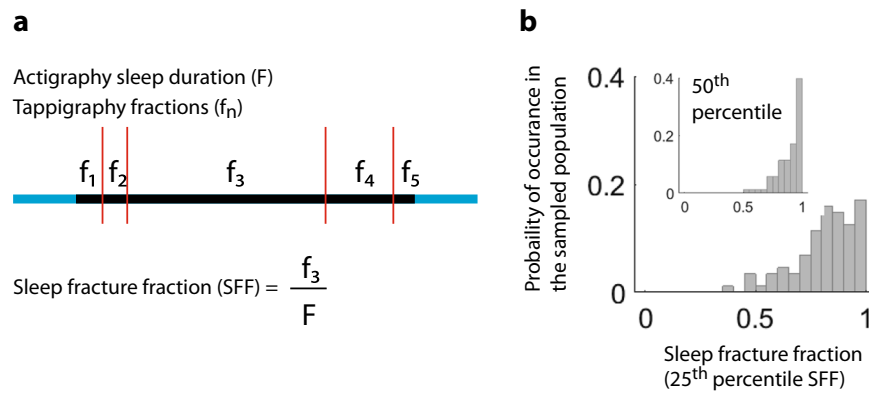 a
Actigraphy sleep duration (F)
Tappigraphy fractions (fn)
f1 f2 f3 f4 f5
Sleep fracture fraction (SFF) = f3
F
b
Probaility of occurance in
the sampled population
0.4
0.2
0
0 0.5 1
0.4
0.2
0
0 0.5 1
50th
percentile
Sleep fracture fraction
(25th percentile SFF)